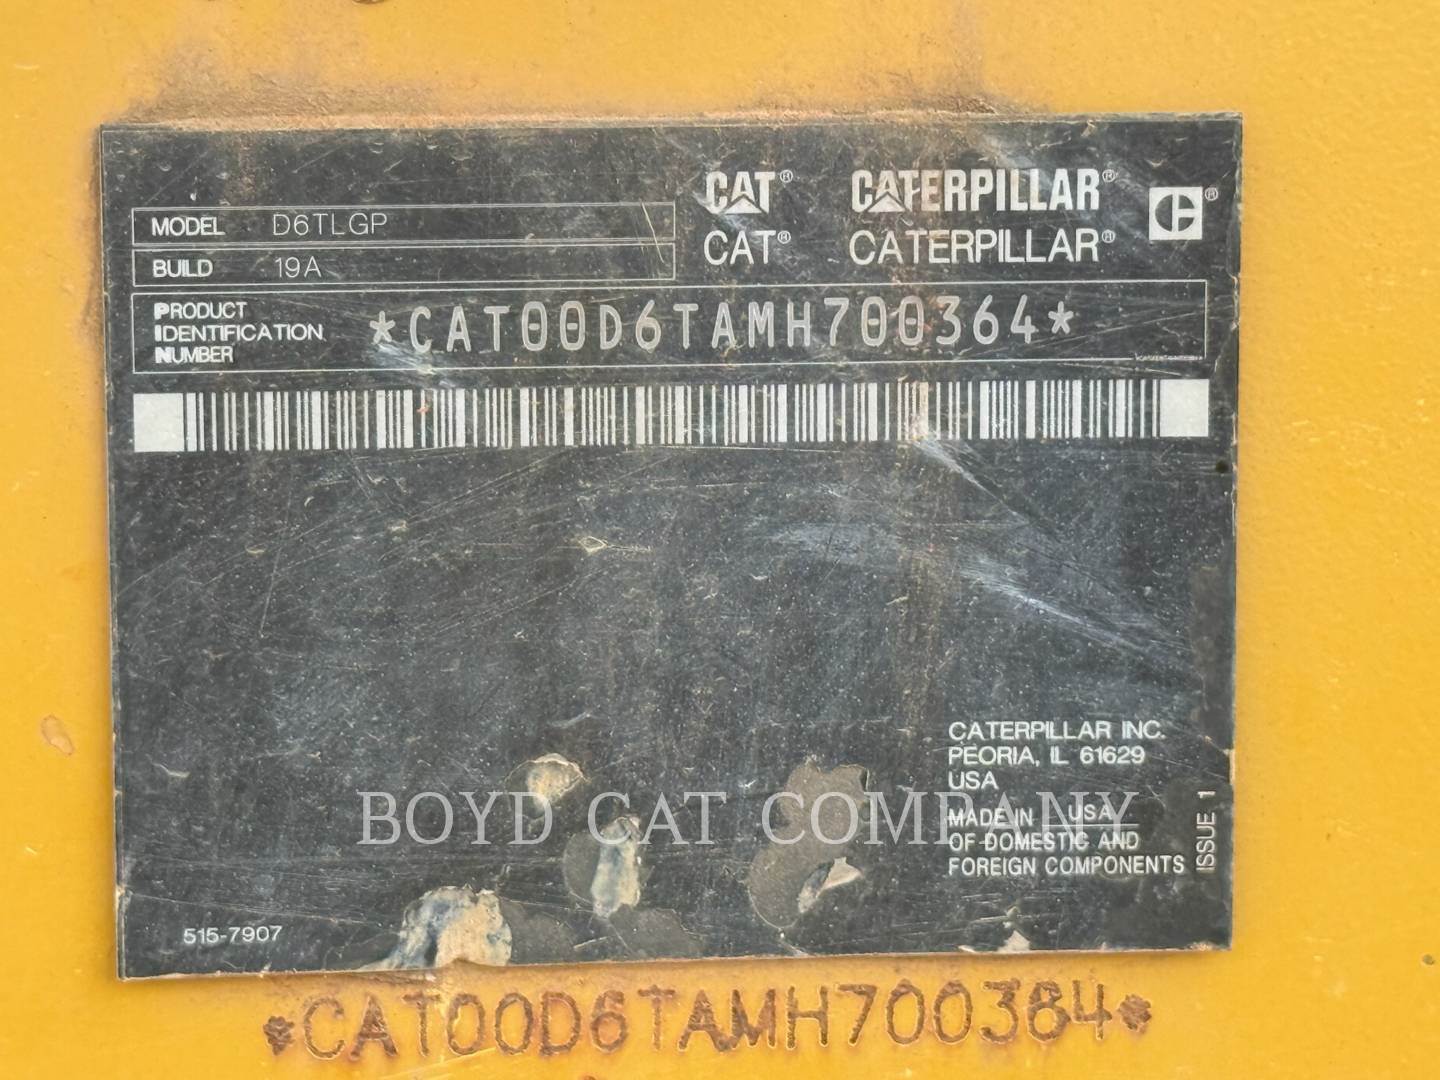 MODEL D6TLGP
BUILD 19A
CAT® CATERPILLAR® ®
CAT® CATERPILLAR®
PRODUCT
IDENTIFICATION
NUMBER
*CAT00D6TAMH700364*
CATERPILLAR INC.
PEORIA, IL 61629
USA
MADE IN USA
OF DOMESTIC AND
FOREIGN COMPONENTS
ISSUE 1
BOYD CAT COMPANY
515-7907
*CAT00D6TAMH700364*